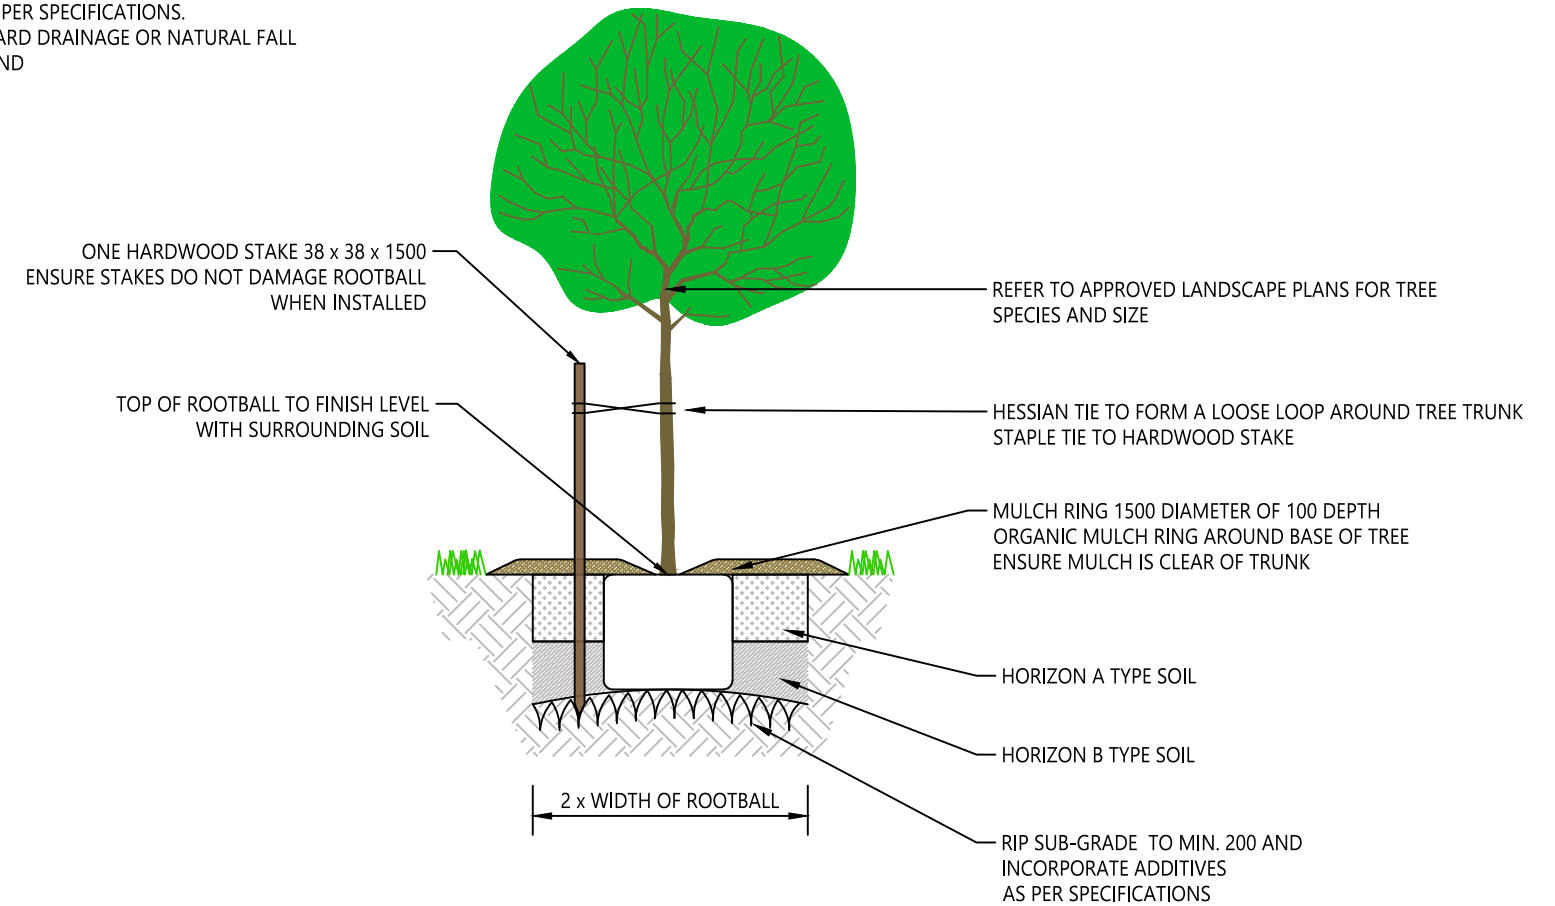 PER SPECIFICATIONS.
ARD DRAINAGE OR NATURAL FALL
ND
ONE HARDWOOD STAKE 38 x 38 x 1500
ENSURE STAKES DO NOT DAMAGE ROOTBALL
WHEN INSTALLED
TOP OF ROOTBALL TO FINISH LEVEL
WITH SURROUNDING SOIL
REFER TO APPROVED LANDSCAPE PLANS FOR TREE
SPECIES AND SIZE
HESSIAN TIE TO FORM A LOOSE LOOP AROUND TREE TRUNK
STAPLE TIE TO HARDWOOD STAKE
MULCH RING 1500 DIAMETER OF 100 DEPTH
ORGANIC MULCH RING AROUND BASE OF TREE
ENSURE MULCH IS CLEAR OF TRUNK
HORIZON A TYPE SOIL
HORIZON B TYPE SOIL
2 x WIDTH OF ROOTBALL
RIP SUB-GRADE TO MIN. 200 AND
INCORPORATE ADDITIVES
AS PER SPECIFICATIONS